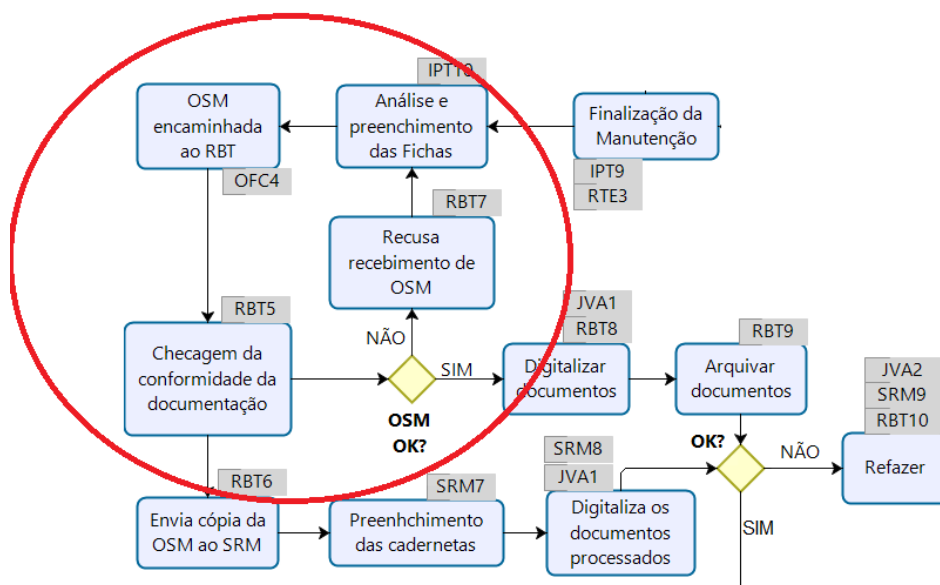 IPT10
OSM
encaminhada
ao RBT
OFC4
Análise e
preenchimento
das Fichas
Finalização da
Manutenção
IPT9
RTE3
RBT7
Recusa
recebimento de
OSM
RBT5
Checagem da
conformidade da
documentação
NÃO
SIM
OSM
OK?
JVA1
RBT8
Digitalizar
documentos
RBT9
Arquivar
documentos
OK?
NÃO
JVA2
SRM9
RBT10
Refazer
RBT6
Envia cópia da
OSM ao SRM
SRM7
Preenhchimento
das cadernetas
SRM8
JVA1
Digitaliza os
documentos
processados
SIM